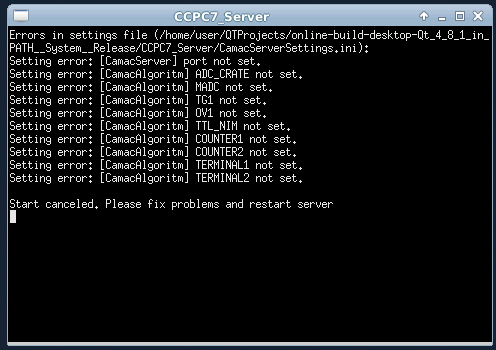 CCPC7_Server
Errors in settings file (/home/user/QTProjects/online-build-desktop-Qt_4_8_1_in_
PATH__System__Release/CCPC7_Server/CamacServerSettings.ini):
Setting error: [CamacServer] port not set.
Setting error: [CamacAlgoritm] ADC_CRATE not set.
Setting error: [CamacAlgoritm] MADC not set.
Setting error: [CamacAlgoritm] TG1 not set.
Setting error: [CamacAlgoritm] OV1 not set.
Setting error: [CamacAlgoritm] TTL_NIM not set.
Setting error: [CamacAlgoritm] COUNTER1 not set.
Setting error: [CamacAlgoritm] COUNTER2 not set.
Setting error: [CamacAlgoritm] TERMINAL1 not set.
Setting error: [CamacAlgoritm] TERMINAL2 not set.
Start canceled. Please fix problems and restart server